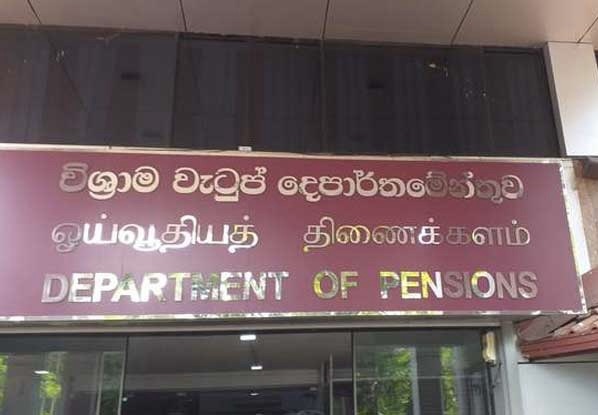 විශ්‍රාම වැටුප් දෙපාර්තමේන්තුව
ஓய்வூதியத் திணைக்களம்
DEPARTMENT OF PENSIONS